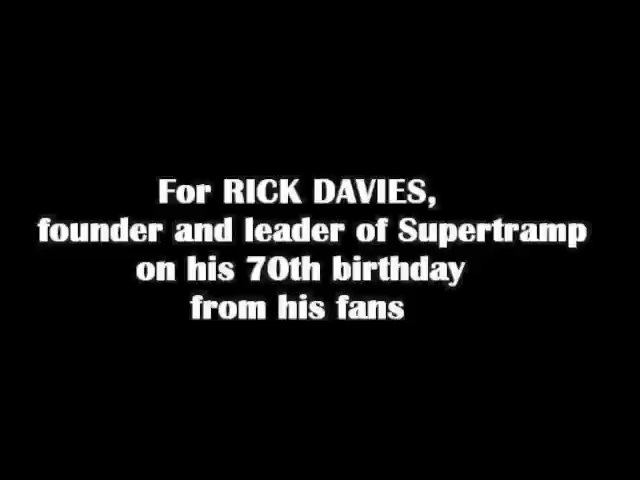 For RICK DAVIES,
founder and leader of Supertramp
on his 70th birthday
from his fans